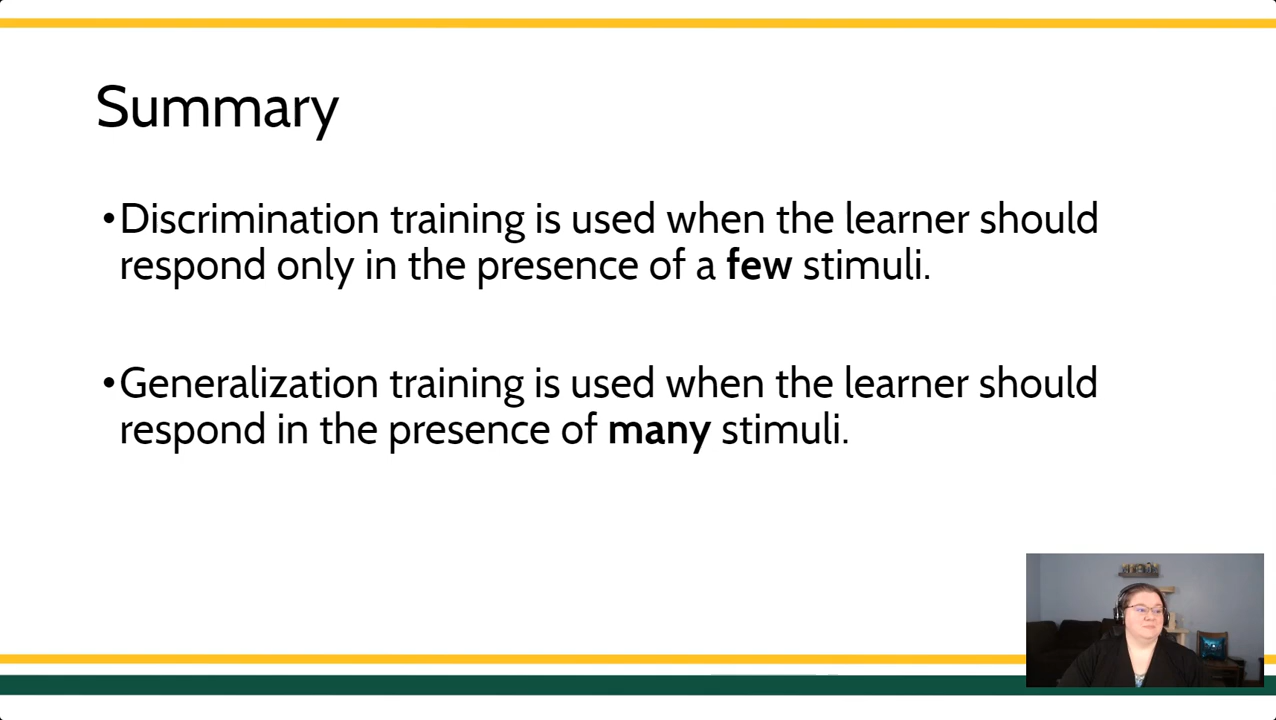 Summary
•Discrimination training is used when the learner should
respond only in the presence of a few stimuli.
•Generalization training is used when the learner should
respond in the presence of many stimuli.